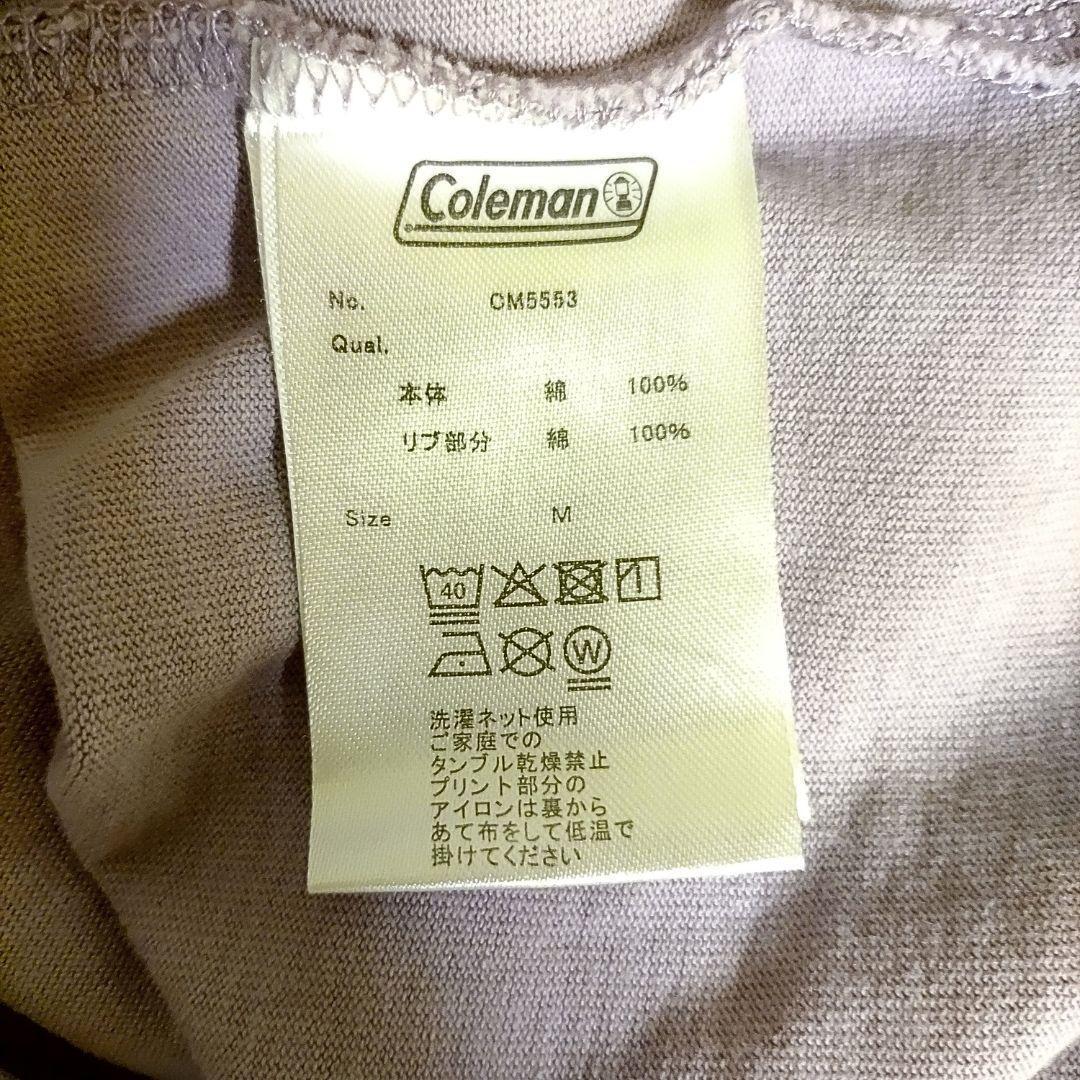 Coleman
No. CM5553
Qual.
本体 綿 100%
リブ部分 綿 100%
Size M
40
W
洗濯ネット使用
ご家庭での
タンブル乾燥禁止
プリント部分の
アイロンは裏から
あて布をして低温で
掛けてください